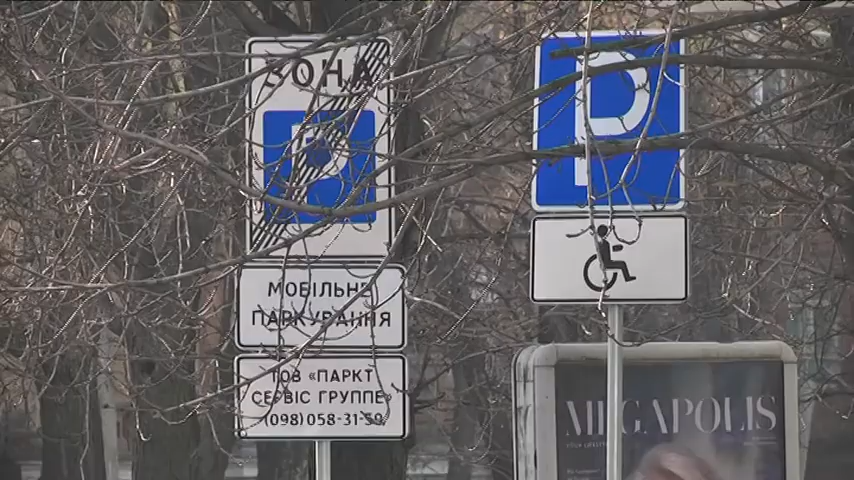 ЗОНА
P
МОБІЛЬНЕ
ПАРКУВАННЯ
ТОВ «ПАРКТ
СЕРВІС ГРУППЕ»
(098) 058-31-59
P
MEGAPOLIS